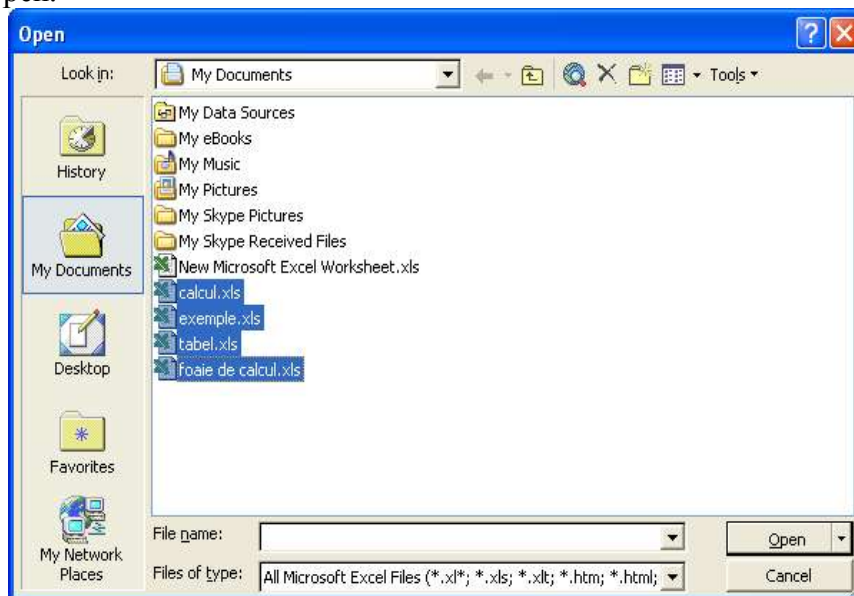 pen.
Open
Look in: My Documents Tools
My Data Sources
My eBooks
My Music
My Pictures
My Skype Pictures
My Skype Received Files
New Microsoft Excel Worksheet.xls
calcul.xls
exemple.xls
tabel.xls
foaie de calcul.xls
History
My Documents
Desktop
Favorites
My Network
Places
File name: Open
Files of type: All Microsoft Excel Files (*.xl*; *.xls; *.xlt; *.htm; *.html; Cancel